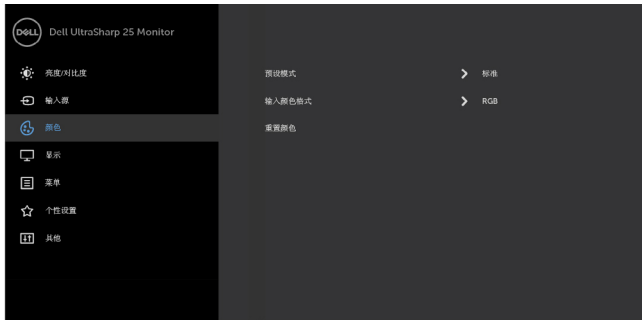 DELL
Dell UltraSharp 25 Monitor
亮度/对比度
输入源
颜色
显示
菜单
个性设置
其他
预设模式 标准
输入颜色格式 RGB
重置颜色